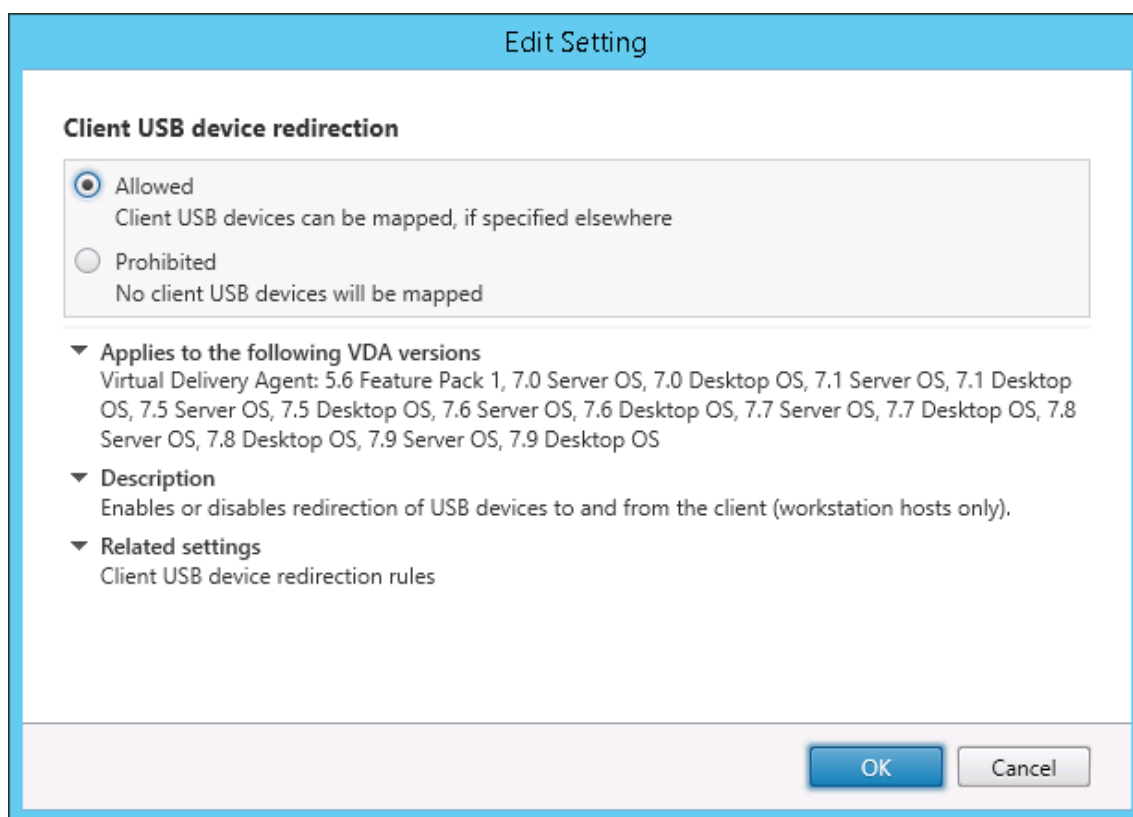 Edit Setting
Client USB device redirection
Allowed
Client USB devices can be mapped, if specified elsewhere
Prohibited
No client USB devices will be mapped
Applies to the following VDA versions
Virtual Delivery Agent: 5.6 Feature Pack 1, 7.0 Server OS, 7.0 Desktop OS, 7.1 Server OS, 7.1 Desktop
OS, 7.5 Server OS, 7.5 Desktop OS, 7.6 Server OS, 7.6 Desktop OS, 7.7 Server OS, 7.7 Desktop OS, 7.8
Server OS, 7.8 Desktop OS, 7.9 Server OS, 7.9 Desktop OS
Description
Enables or disables redirection of USB devices to and from the client (workstation hosts only).
Related settings
Client USB device redirection rules
OK Cancel